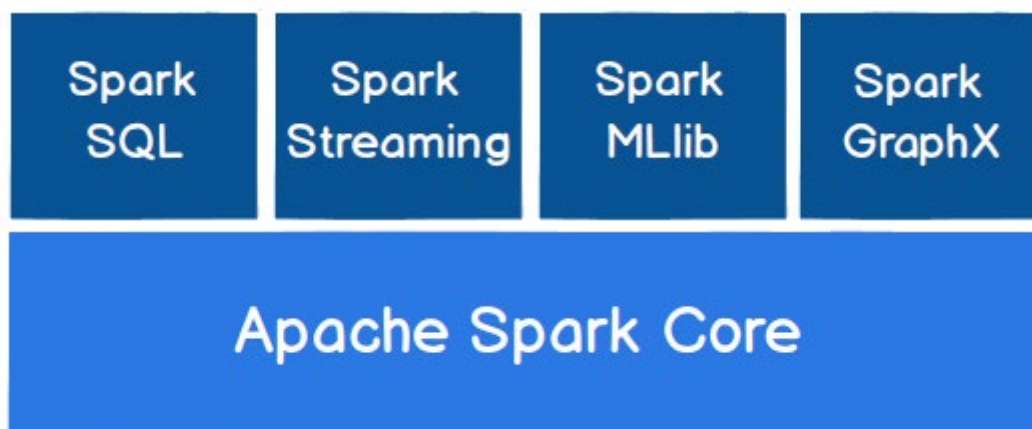 Spark
SQL
Spark
Streaming
Spark
MLlib
Spark
GraphX
Apache Spark Core